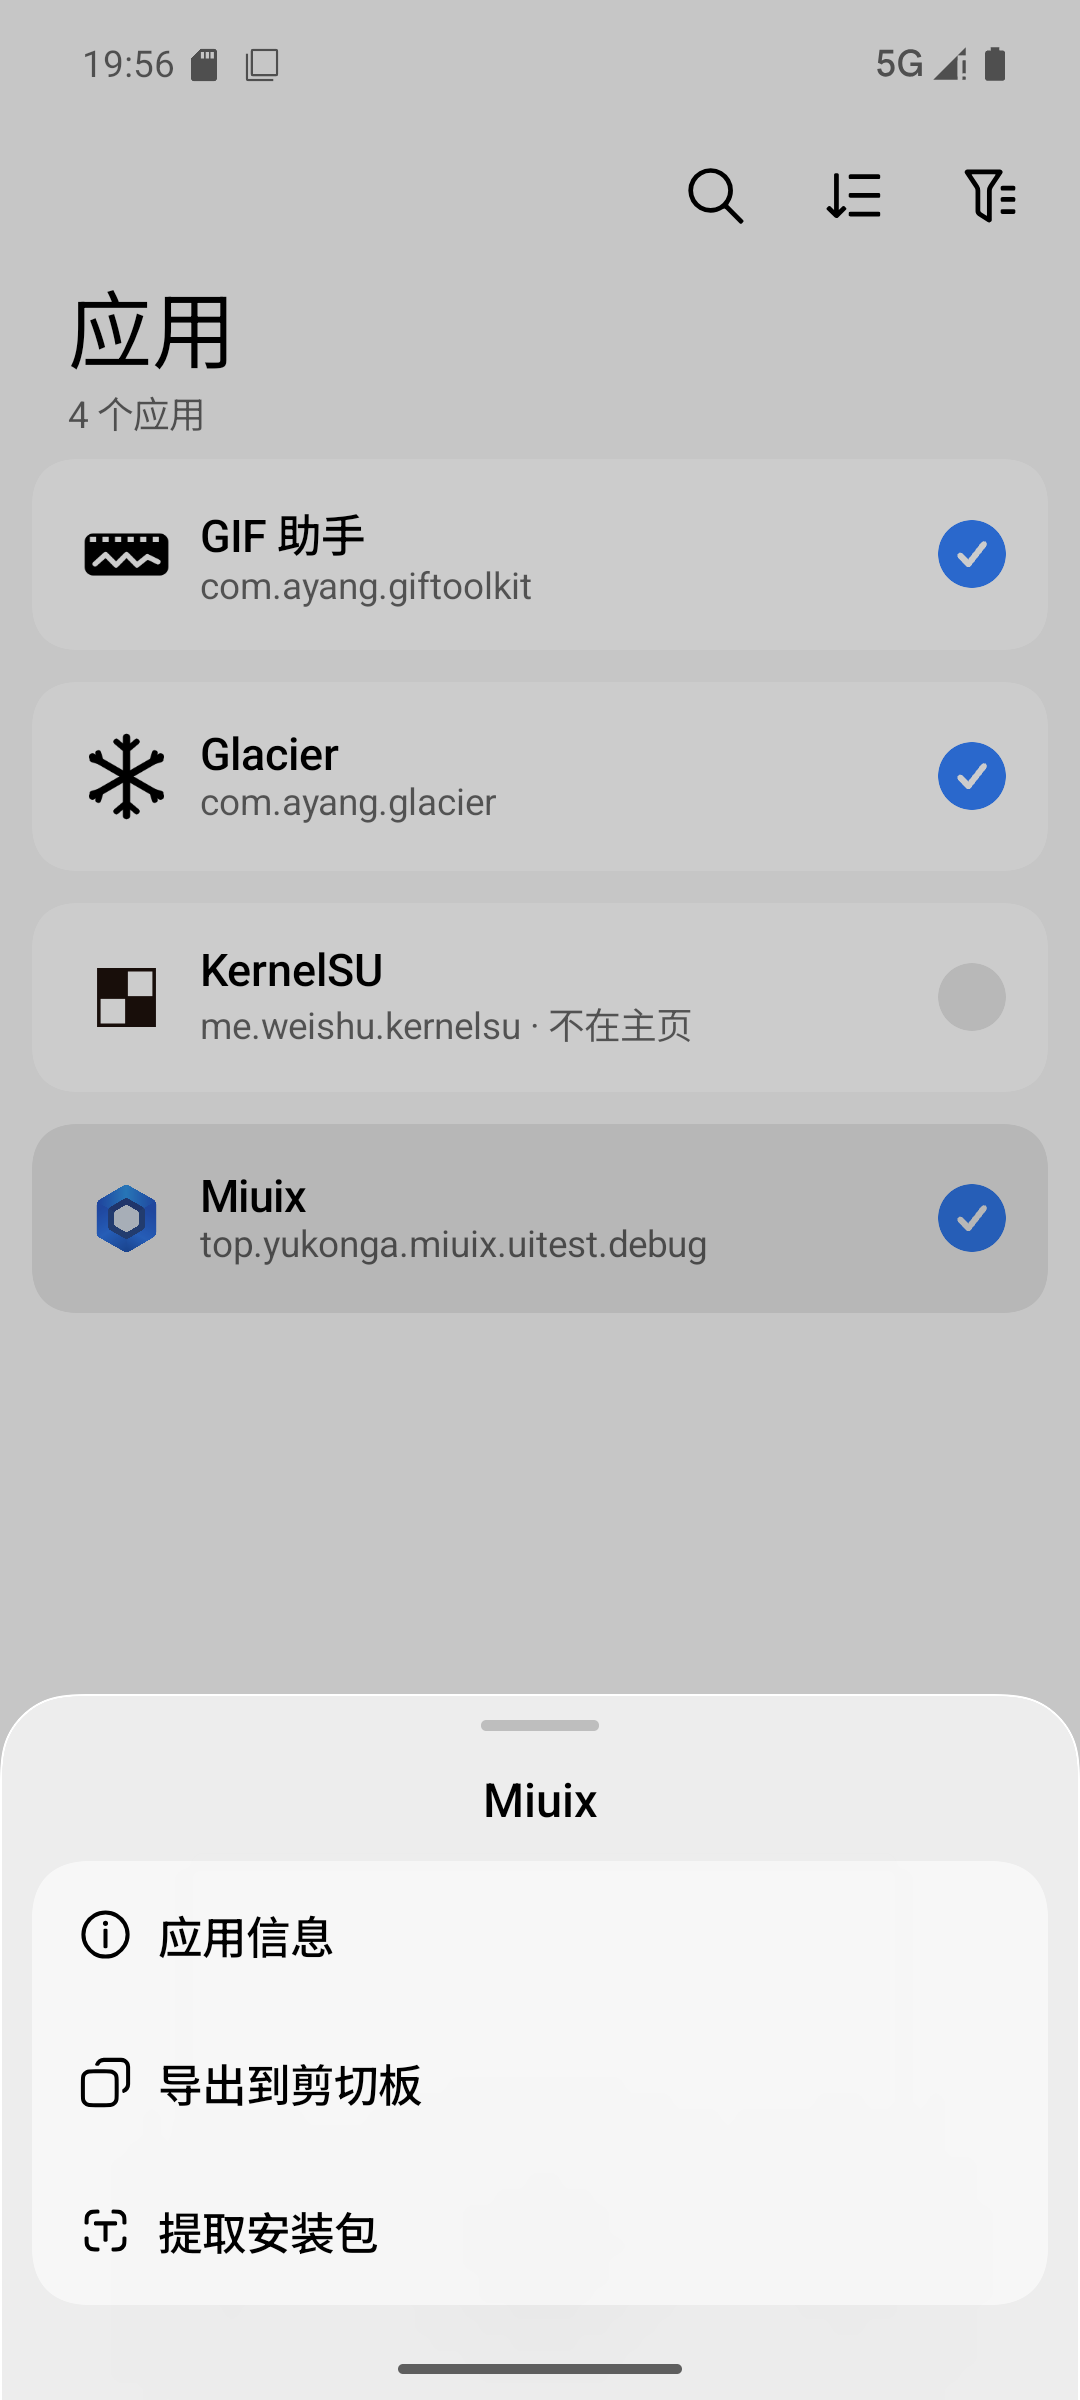 19:56
5G
应用
4 个应用
GIF 助手
com.ayang.giftoolkit
Glacier
com.ayang.glacier
KernelSU
me.weishu.kernelsu · 不在主页
Miuix
top.yukonga.miuix.uitest.debug
Miuix
应用信息
导出到剪切板
提取安装包